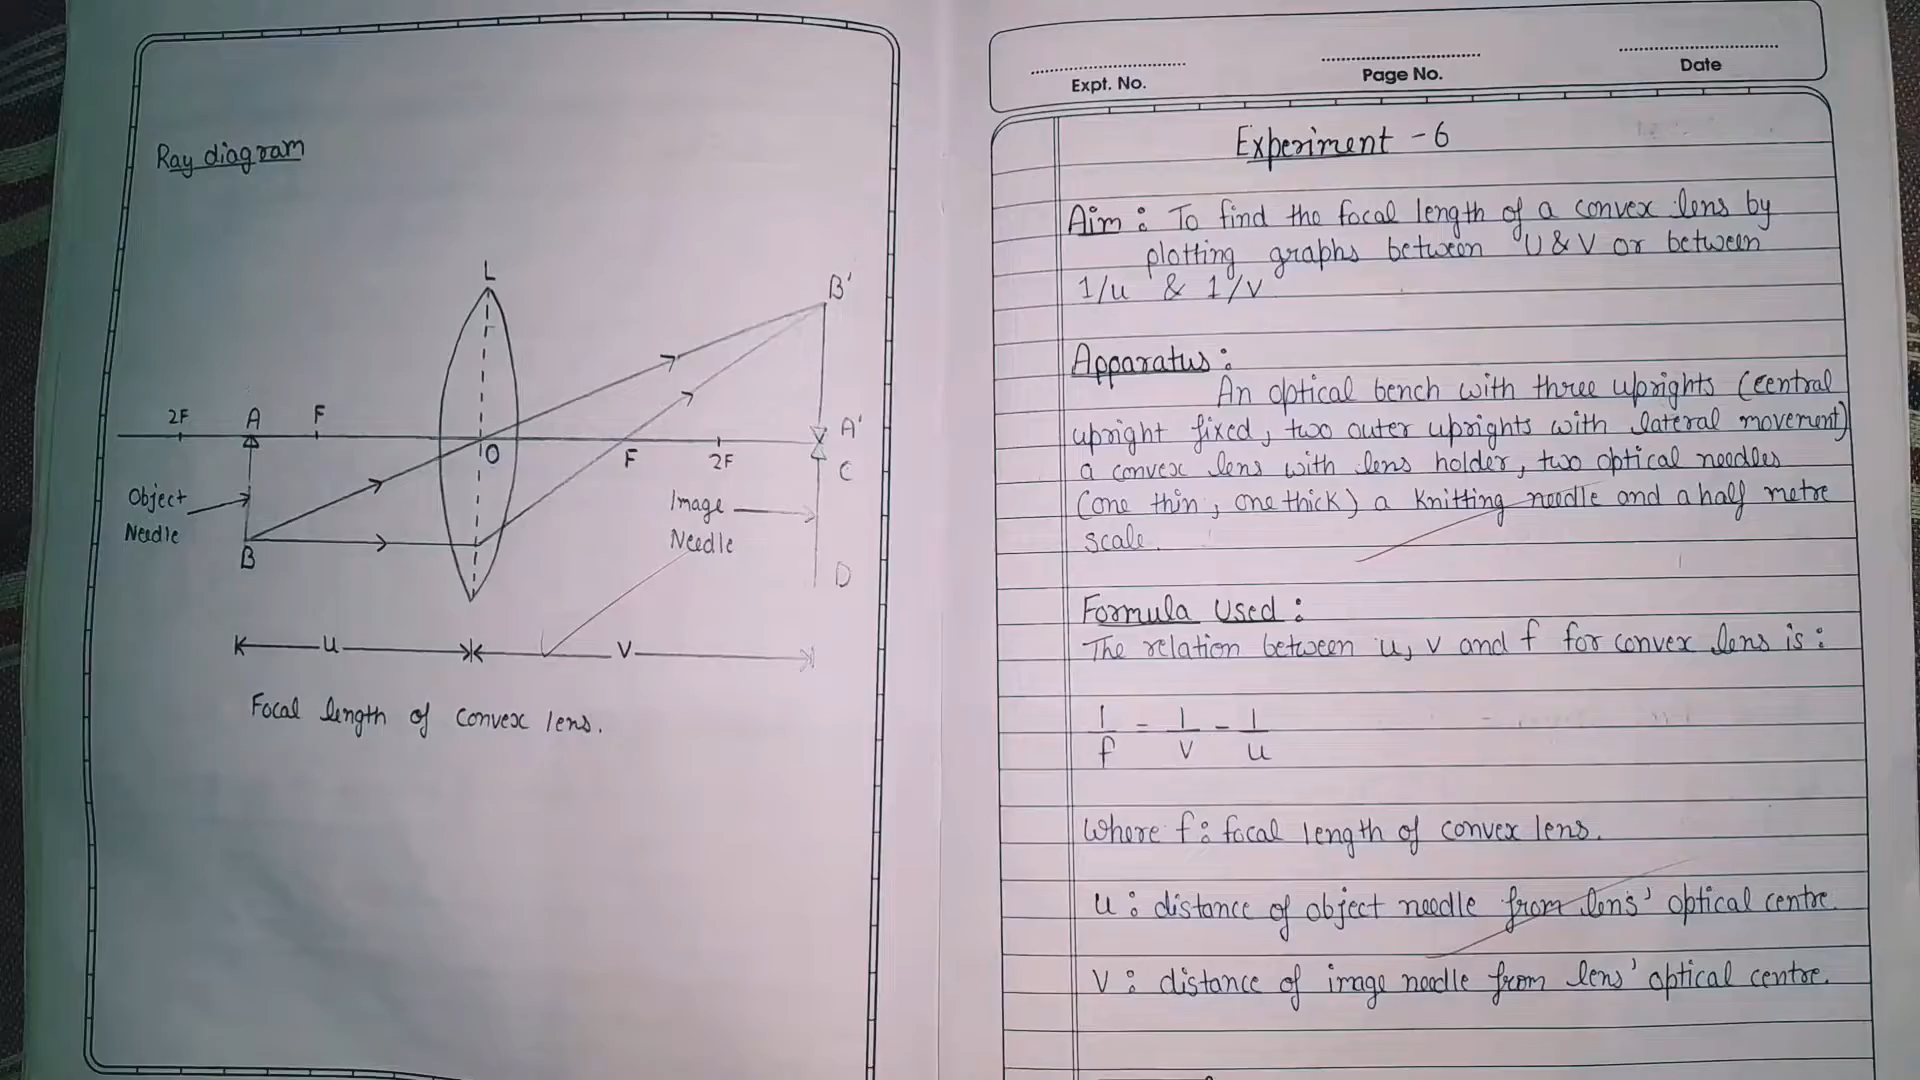 Ray diagram
L
B'
2F
A
F
A'
O
F
2F
C
Object
Needle
Image
Needle
B
D
u
v
Focal length of convex lens.
Expt. No.
Page No.
Date
Experiment - 6
Aim : To find the focal length of a convex lens by
plotting graphs between U & V or between
1/u & 1/v
Apparatus :
An optical bench with three uprights (central
upright fixed, two outer uprights with lateral movement)
a convex lens with lens holder, two optical needles
(one thin, one thick) a Knitting needle and a half metre
scale.
Formula Used :
The relation between u, v and f for convex lens is :
1/f = 1/v - 1/u
Where f : focal length of convex lens.
u : distance of object needle from lens' optical centre.
V : distance of image needle from lens' optical centre.